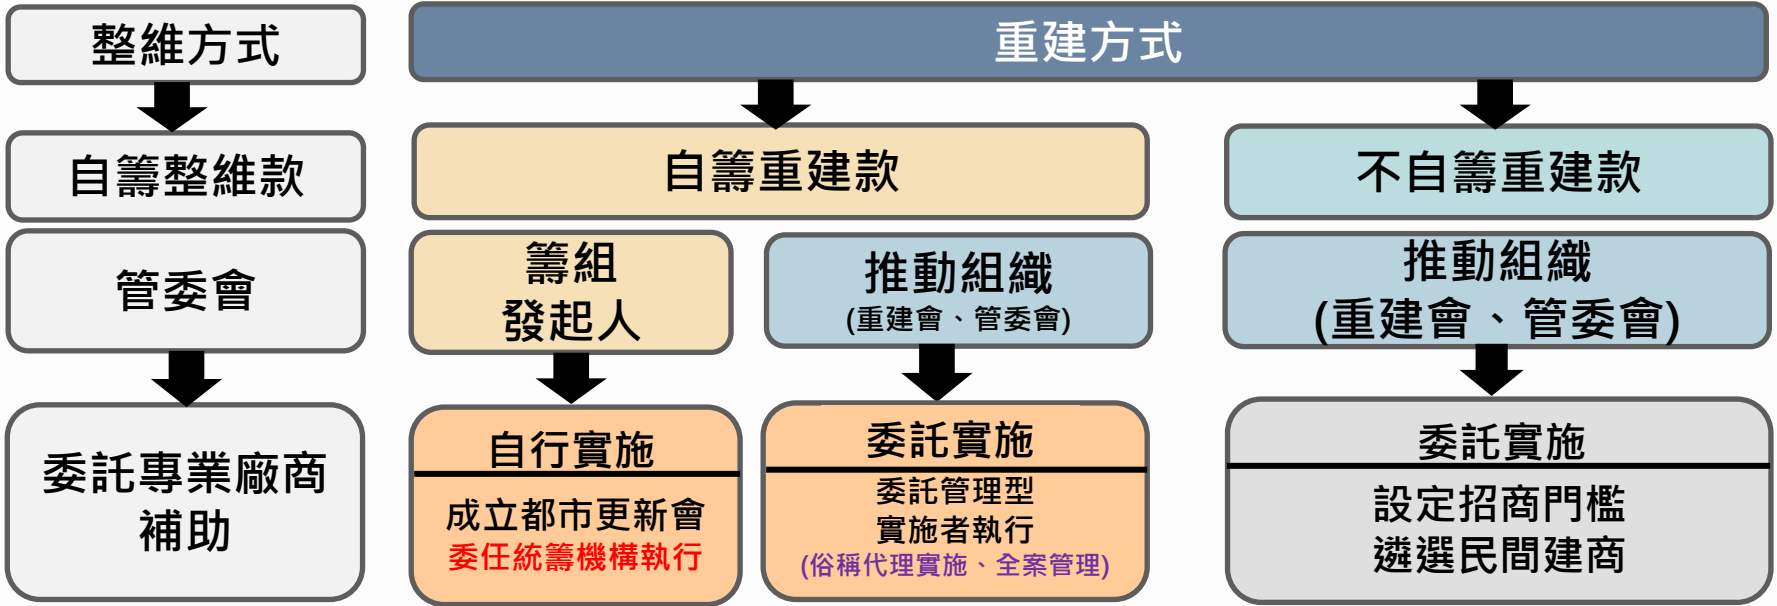 整維方式
重建方式
自籌整維款
自籌重建款
不自籌重建款
管委會
籌組
發起人
推動組織
(重建會、管委會)
推動組織
(重建會、管委會)
委託專業廠商
補助
自行實施
成立都市更新會
委任統籌機構執行
委託實施
委託管理型
實施者執行
(俗稱代理實施、全案管理)
委託實施
設定招商門檻
遴選民間建商